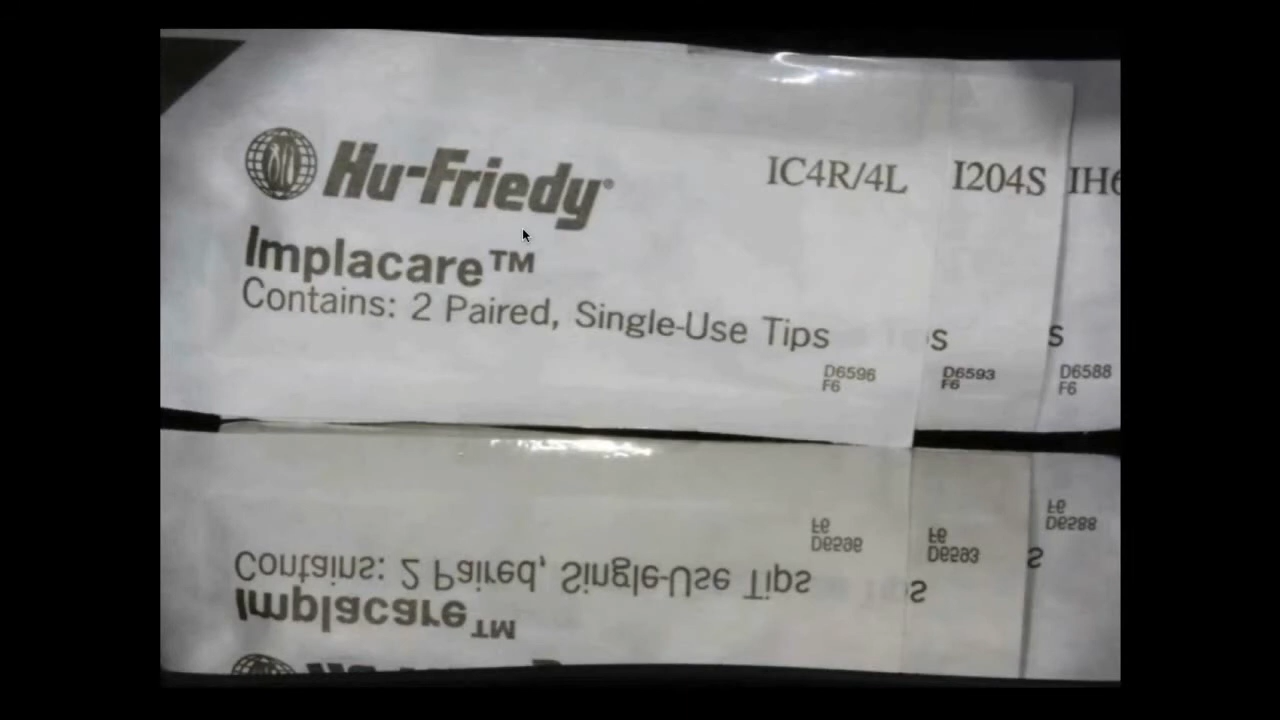 Hu-Friedy
IC4R/4L
I204S
IH6
Implacare™
Contains: 2 Paired, Single-Use Tips
S
S
D6596
F6
D6593
F6
D6588
F6
F6
D6596
F6
D6593
F6
D6588
Contains: 2 Paired, Single-Use Tips
S
S
Implacare™